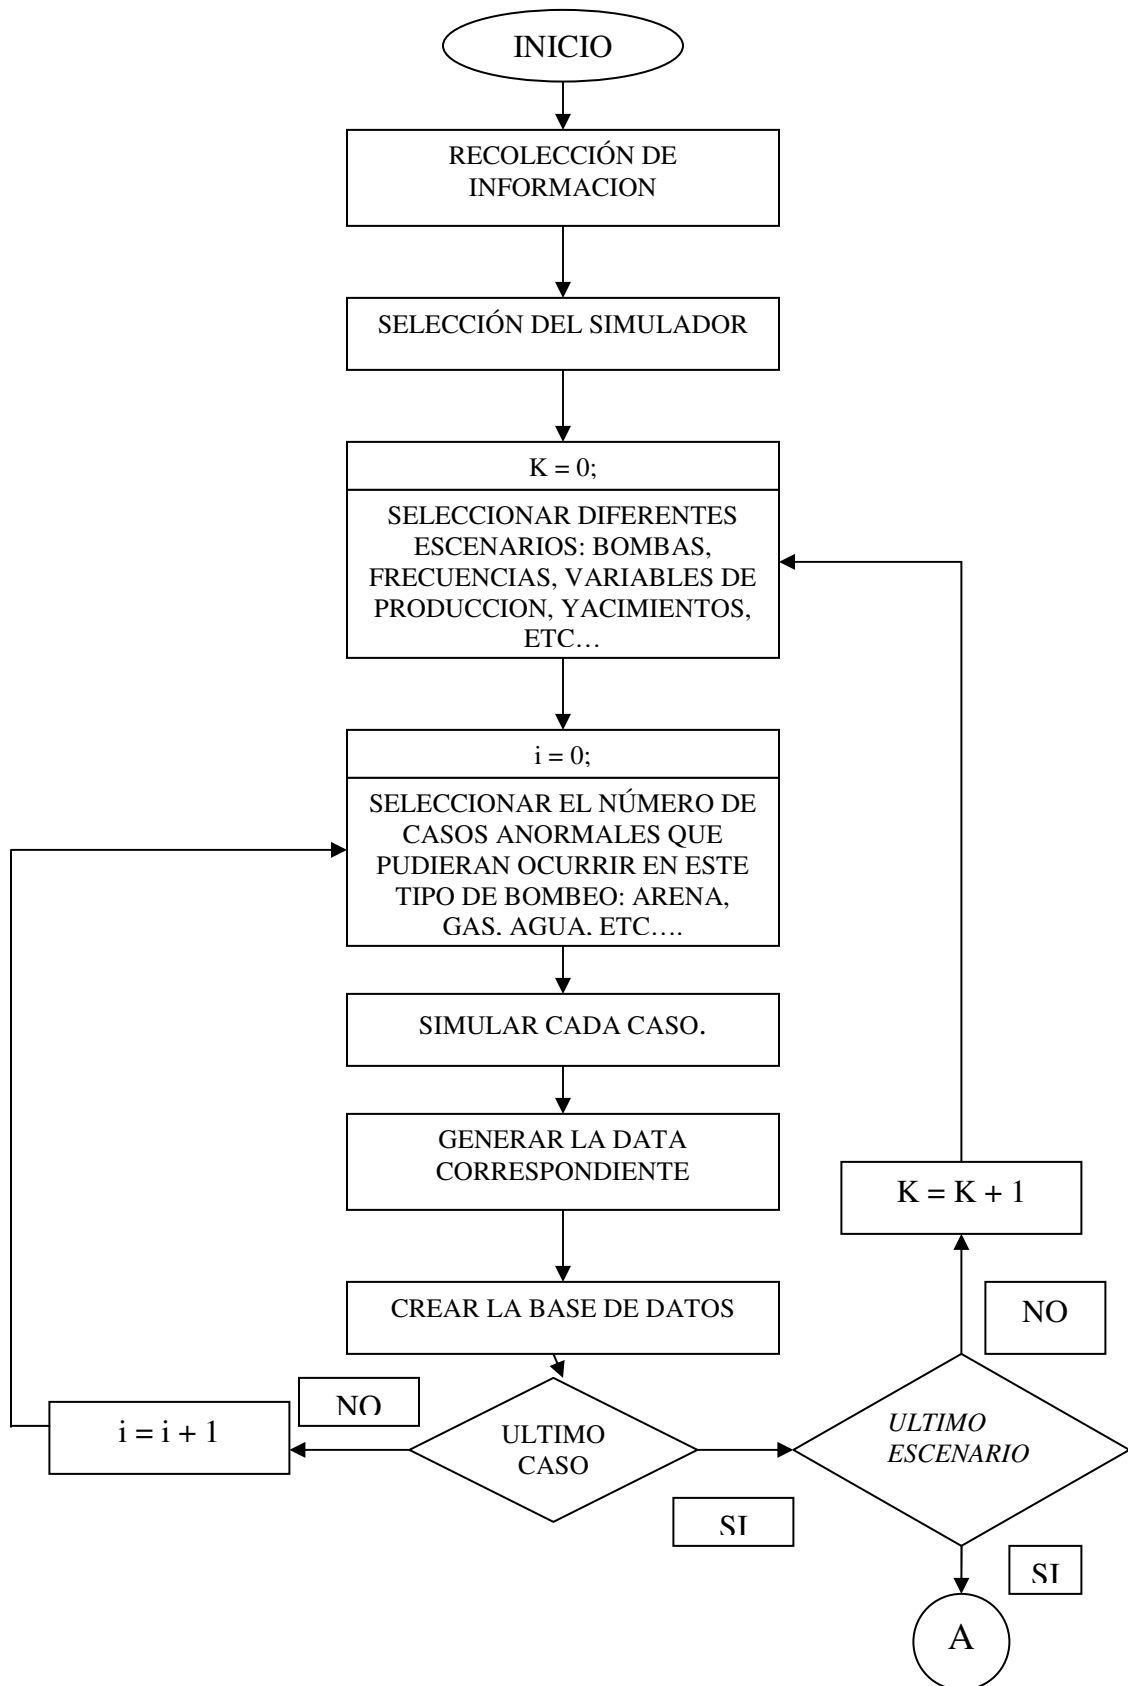 INICIO
RECOLECCIÓN DE
INFORMACION
SELECCIÓN DEL SIMULADOR
K = 0;
SELECCIONAR DIFERENTES
ESCENARIOS: BOMBAS,
FRECUENCIAS, VARIABLES DE
PRODUCCION, YACIMIENTOS,
ETC…
i = 0;
SELECCIONAR EL NÚMERO DE
CASOS ANORMALES QUE
PUDIERAN OCURRIR EN ESTE
TIPO DE BOMBEO: ARENA,
GAS, AGUA, ETC….
SIMULAR CADA CASO.
GENERAR LA DATA
CORRESPONDIENTE
K = K + 1
CREAR LA BASE DE DATOS
NO
NO
i = i + 1
ULTIMO
CASO
ULTIMO
ESCENARIO
SI
SI
A